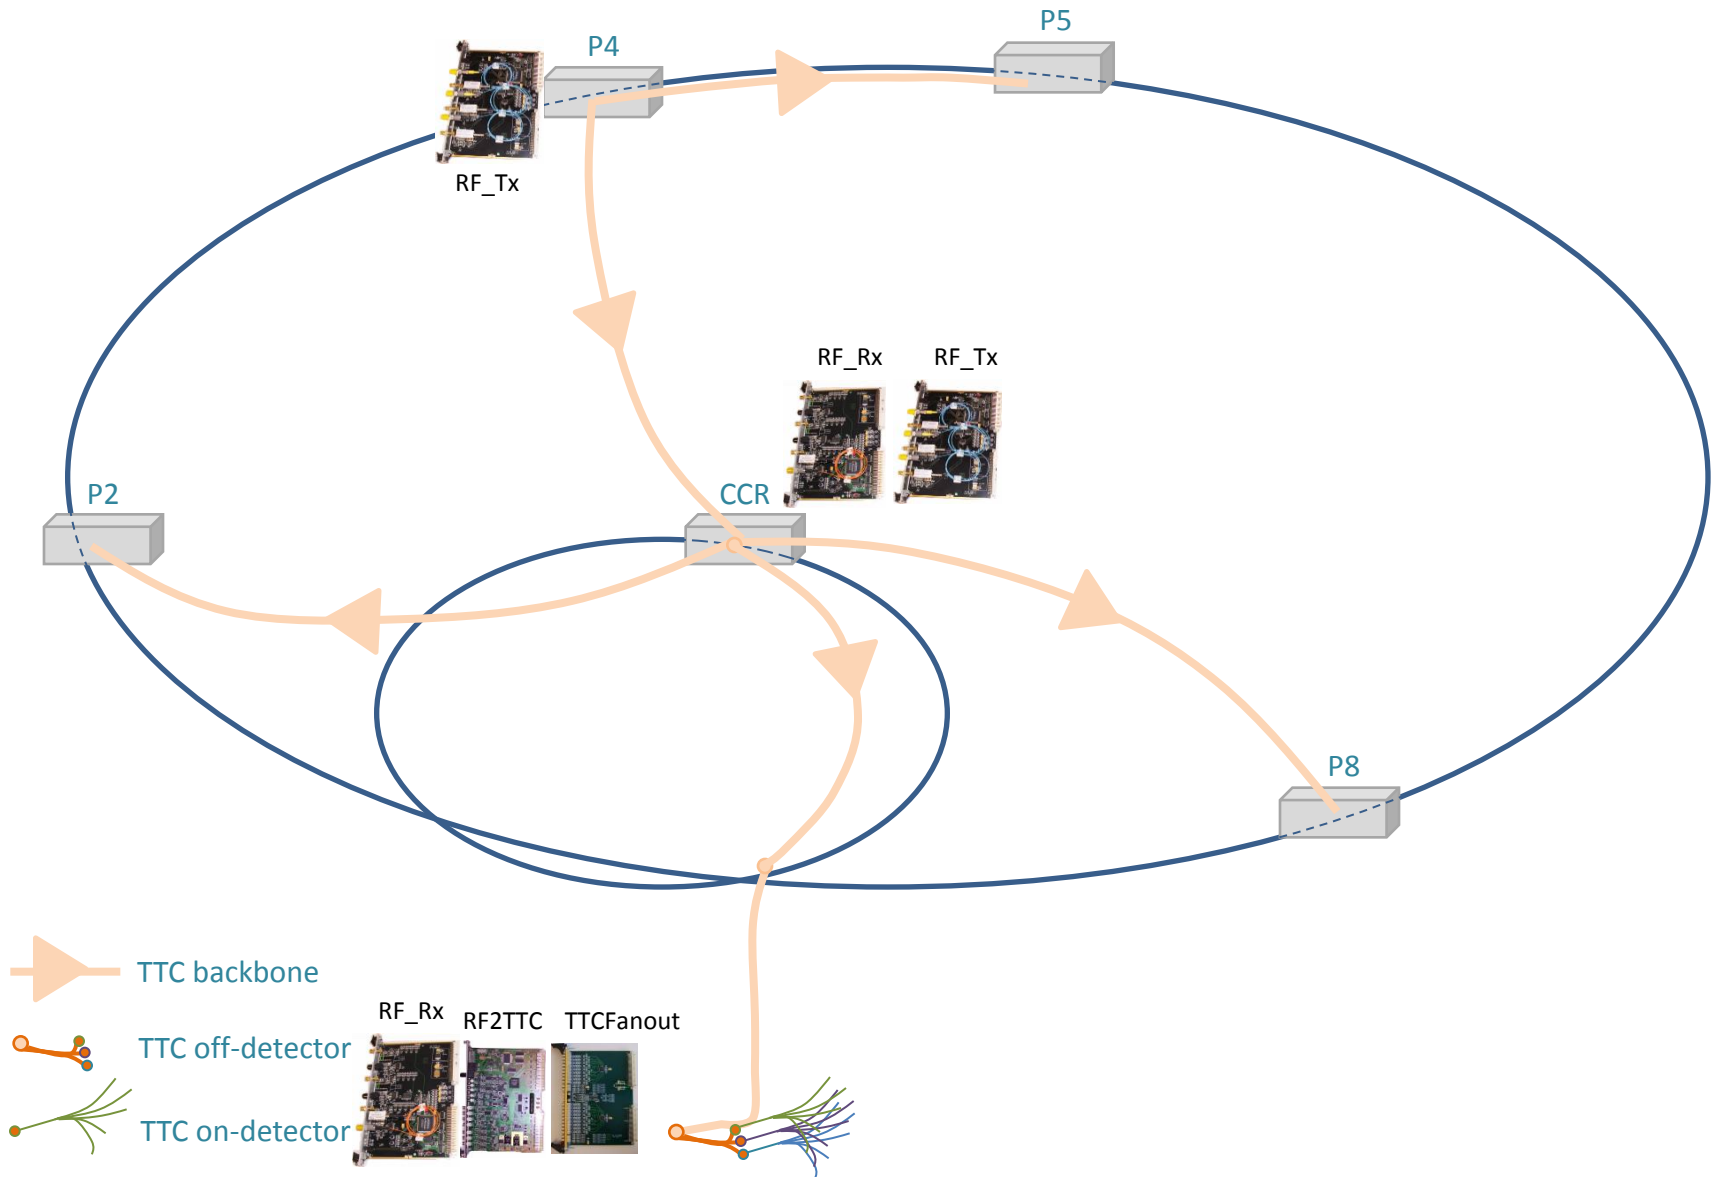 P5
P4
RF_Tx
RF_Rx
RF_Tx
P2
CCR
P8
TTC backbone
RF_Rx
RF2TTC
TTCFanout
TTC off-detector
TTC on-detector